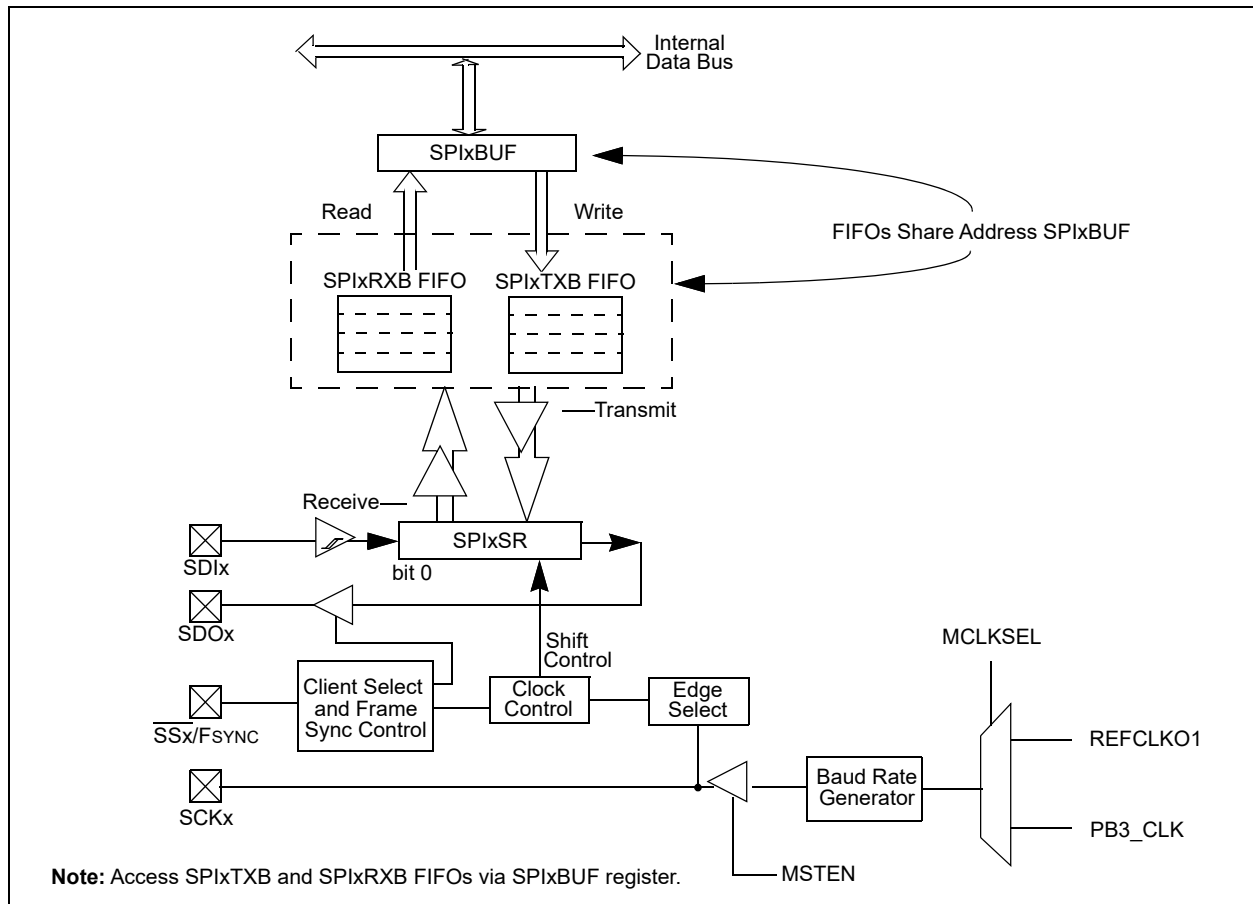 Internal
Data Bus
SPIxBUF
Read
Write
FIFOs Share Address SPIxBUF
SPIxRXB FIFO
SPIxTXB FIFO
Transmit
Receive
SPIxSR
SDIx
bit 0
SDOx
Shift
Control
MCLKSEL
Client Select
and Frame
Sync Control
Clock
Control
Edge
Select
SSx/FSYNC
REFCLKO1
Baud Rate
Generator
SCKx
PB3_CLK
MSTEN
Note: Access SPIxTXB and SPIxRXB FIFOs via SPIxBUF register.